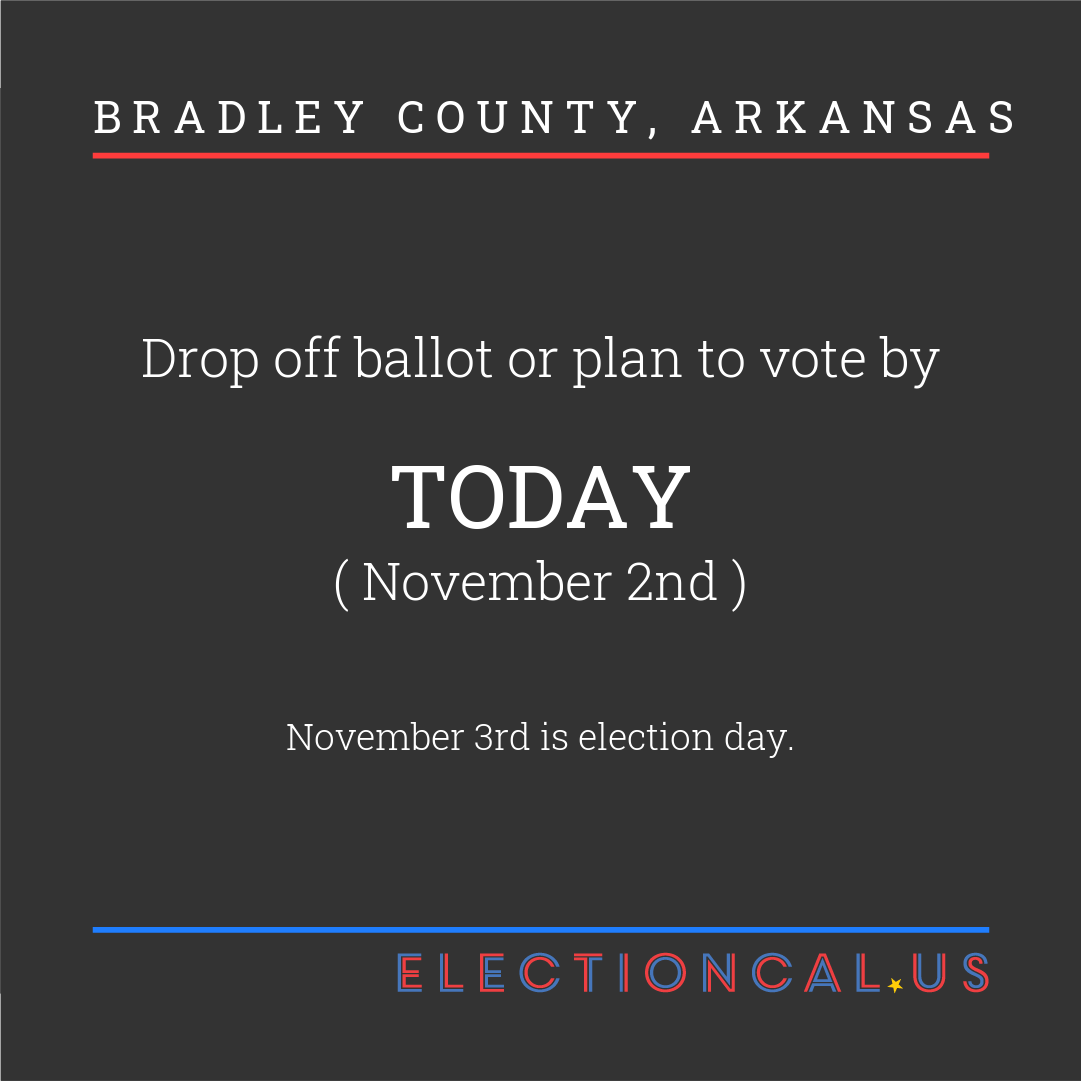 BRADLEY COUNTY, ARKANSAS
Drop off ballot or plan to vote by
TODAY
( November 2nd )
November 3rd is election day.
ELECTIONCAL.US